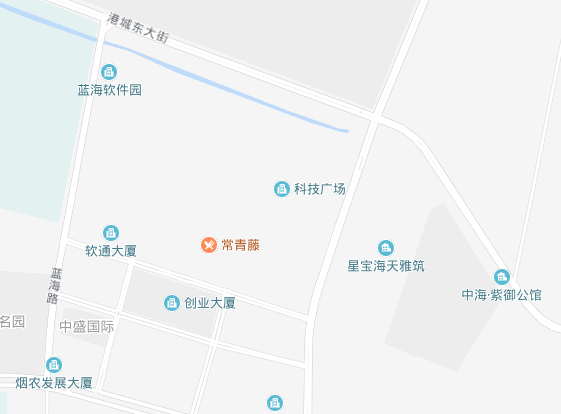 港城东大街
蓝海软件园
科技广场
软通大厦
常青藤
星宝海天雅筑
蓝海路
创业大厦
中海·紫御公馆
名园
中盛国际
烟农发展大厦